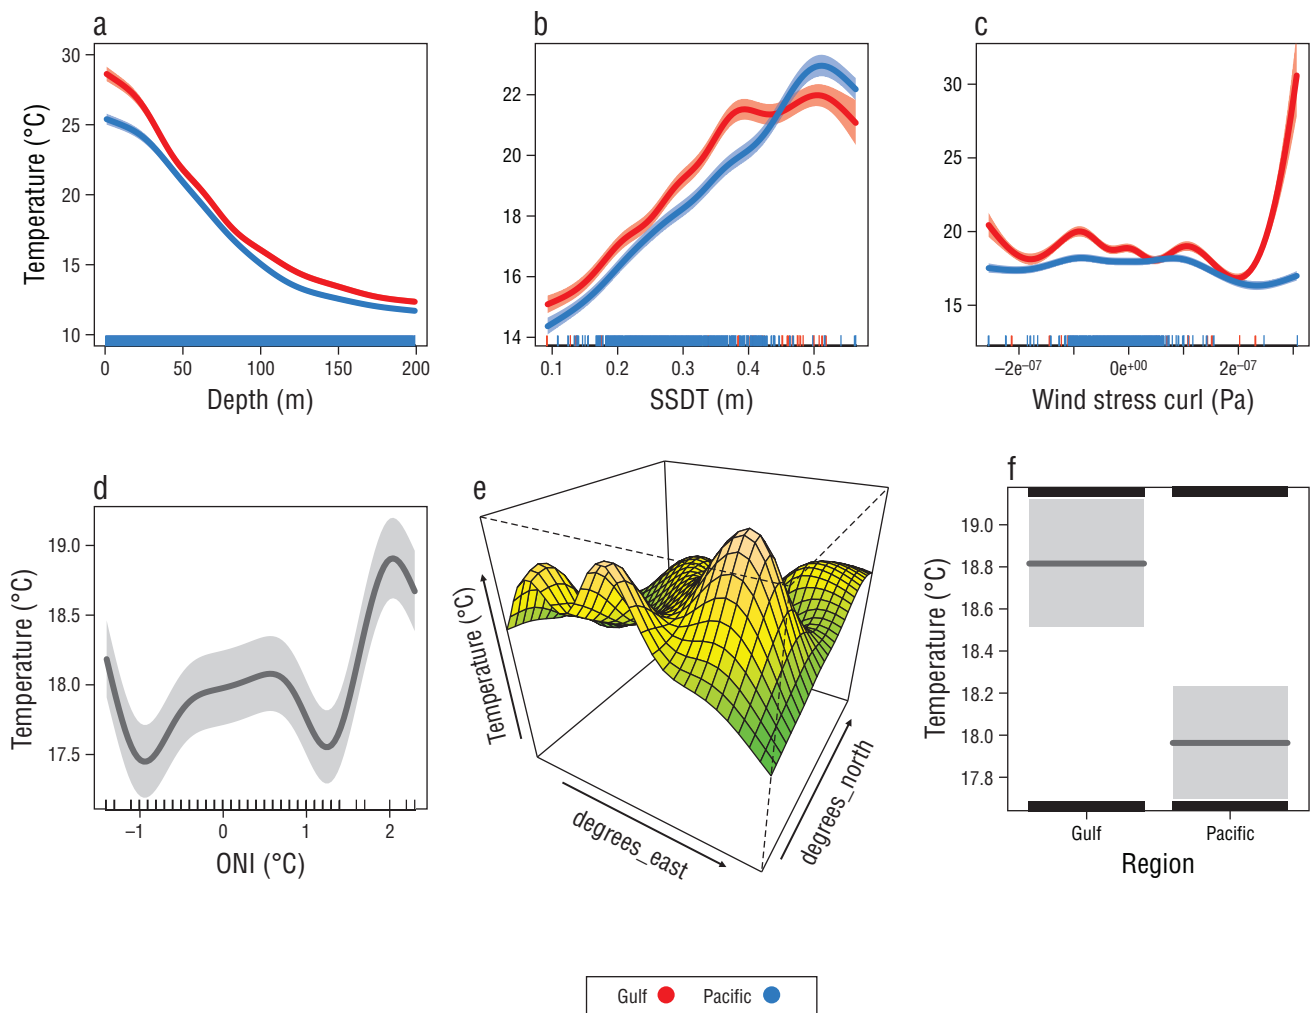 a
b
c
Temperature (°C)
30
25
20
15
10
0
50
100
150
200
Depth (m)
22
20
18
16
14
0.1
0.2
0.3
0.4
0.5
SSDT (m)
30
25
20
15
−2e−07
0e+00
2e−07
Wind stress curl (Pa)
d
e
f
Temperature (°C)
19.0
18.5
18.0
17.5
−1
0
1
2
ONI (°C)
Temperature (°C)
degrees_east
degrees_north
Temperature (°C)
19.0
18.8
18.6
18.4
18.2
18.0
17.8
Gulf
Pacific
Region
Gulf
Pacific